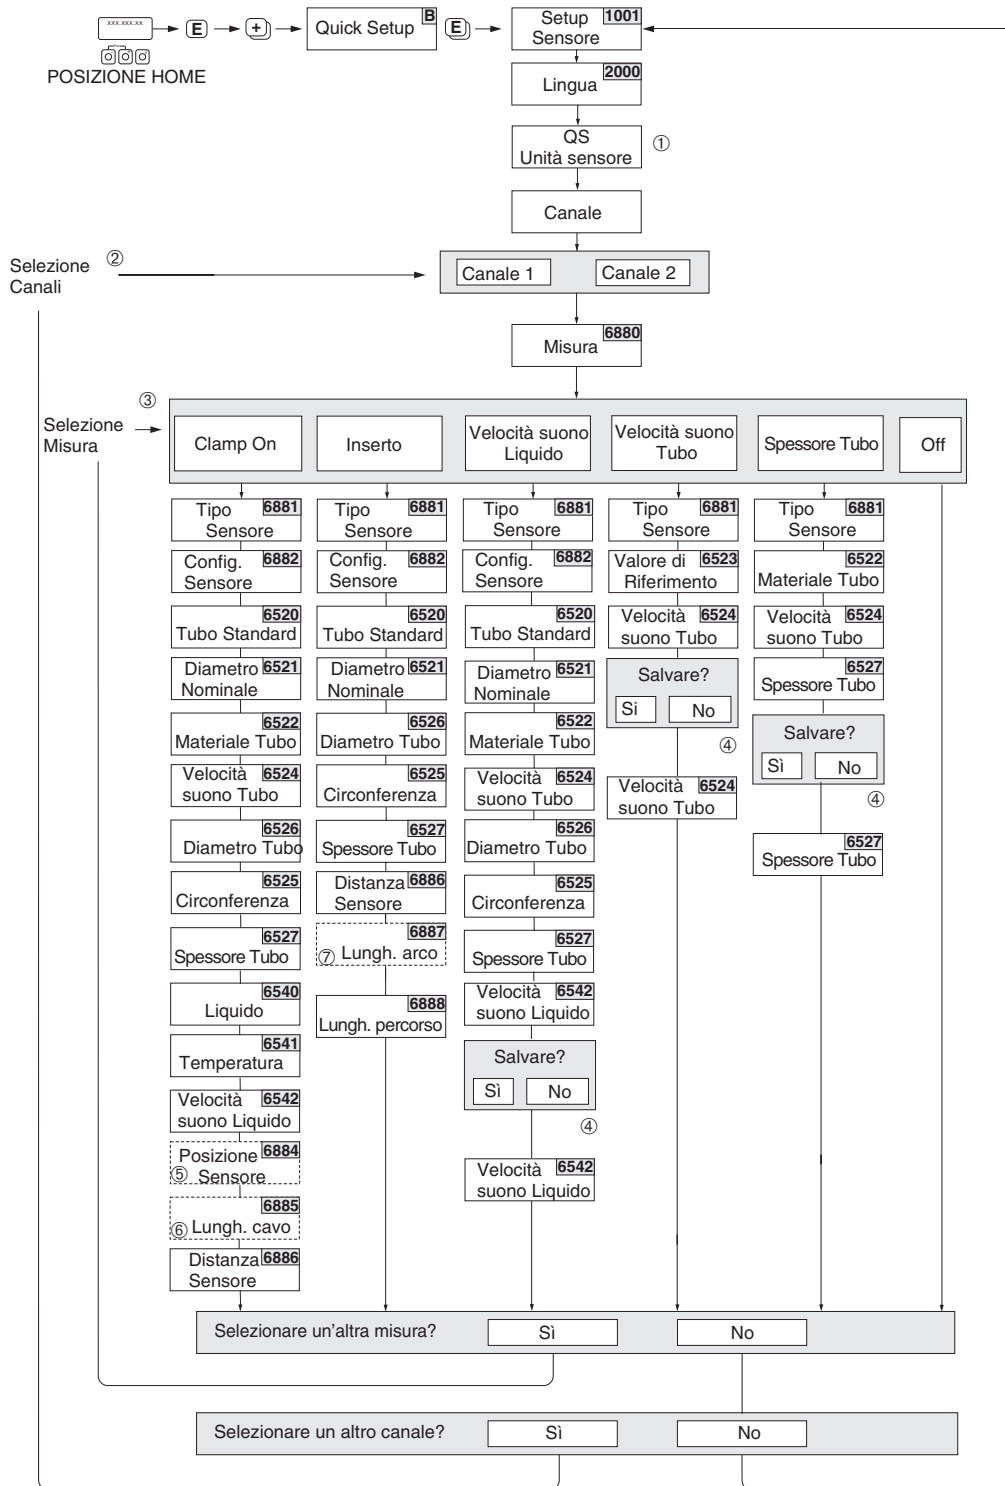 xxx.xxx.xx
E
+
Quick Setup B
E
Setup 1001
Sensore
POSIZIONE HOME
Lingua 2000
QS
Unità sensore
①
Canale
Selezione
Canali
②
Canale 1
Canale 2
Misura 6880
③
Selezione
Misura
Clamp On
Inserto
Velocità suono
Liquido
Velocità suono
Tubo
Spessore Tubo
Off
Tipo 6881
Sensore
Config. 6882
Sensore
6520
Tubo Standard
Diametro 6521
Nominale
6522
Materiale Tubo
Velocità 6524
suono Tubo
6526
Diametro Tubo
6525
Circonferenza
6527
Spessore Tubo
6540
Liquido
6541
Temperatura
Velocità 6542
suono Liquido
Posizione 6884
⑤ Sensore
6885
⑥ Lungh. cavo
Distanza 6886
Sensore
Tipo 6881
Sensore
Config. 6882
Sensore
6520
Tubo Standard
Diametro 6521
Nominale
6526
Diametro Tubo
6525
Circonferenza
6527
Spessore Tubo
Distanza 6886
Sensore
6887
⑦ Lungh. arco
6888
Lungh. percorso
Tipo 6881
Sensore
Config. 6882
Sensore
6520
Tubo Standard
Diametro 6521
Nominale
6522
Materiale Tubo
Velocità 6524
suono Tubo
6526
Diametro Tubo
6525
Circonferenza
6527
Spessore Tubo
Velocità 6542
suono Liquido
Salvare?
Sì
No
④
Velocità 6542
suono Liquido
Tipo 6881
Sensore
Valore di 6523
Riferimento
Velocità 6524
suono Tubo
Salvare?
Si
No
④
Velocità 6524
suono Tubo
Tipo 6881
Sensore
6522
Materiale Tubo
Velocità 6524
suono Tubo
6527
Spessore Tubo
Salvare?
Sì
No
④
6527
Spessore Tubo
Selezionare un'altra misura?
Sì
No
Selezionare un altro canale?
Sì
No